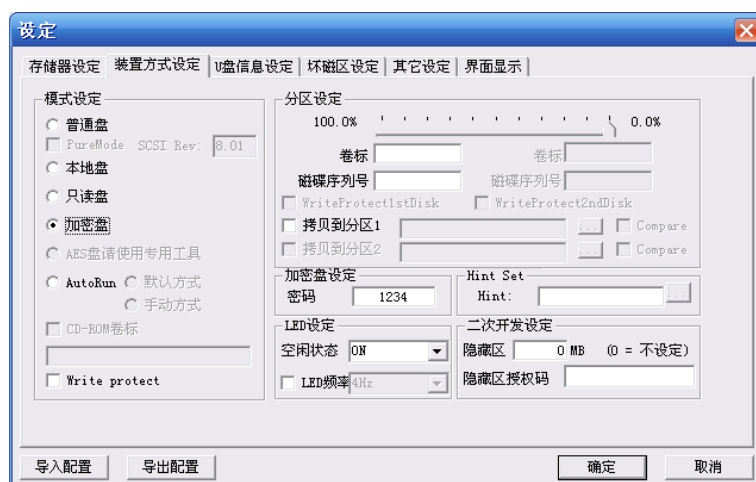 设定
存储器设定 装置方式设定 U盘信息设定 坏磁区设定 其它设定 界面显示
模式设定
普通盘
PureMode SCSI Rev: 8.01
本地盘
只读盘
加密盘
AES盘请使用专用工具
AutoRun 默认方式
手动方式
CD-ROM卷标
Write protect
分区设定
100.0% 0.0%
卷标 卷标
磁碟序列号 磁碟序列号
WriteProtect1stDisk WriteProtect2ndDisk
拷贝到分区1 ... Compare
拷贝到分区2 ... Compare
加密盘设定
密码 1234
Hint Set
Hint: ...
LED设定
空闲状态 ON
LED频率 4Hz
二次开发设定
隐藏区 0 MB (0 = 不设定)
隐藏区授权码
导入配置 导出配置 确定 取消